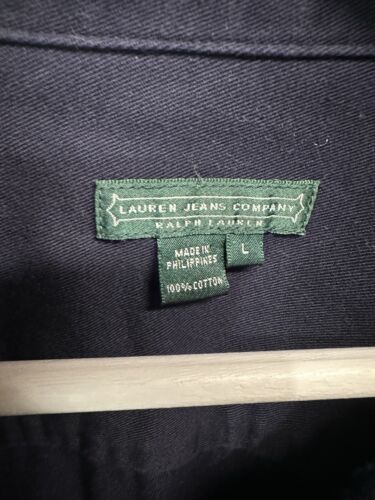 LAUREN JEANS COMPANY
RALPH LAUREN
MADE IN
PHILIPPINES
100% COTTON
L